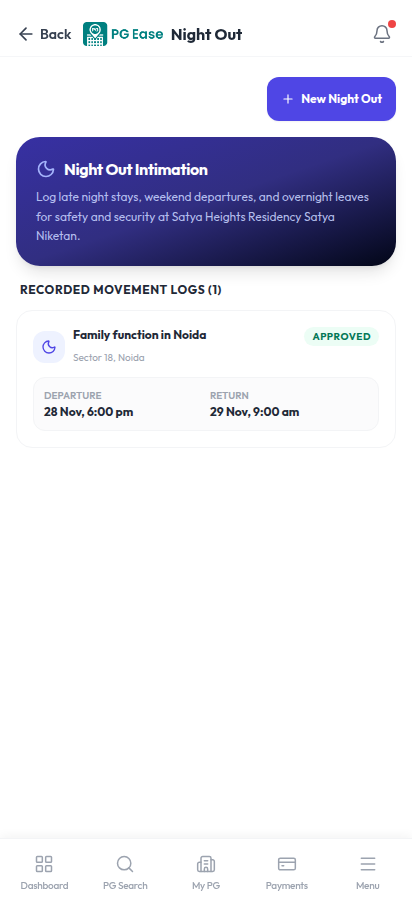 Back PG Ease Night Out
+ New Night Out
Night Out Intimation
Log late night stays, weekend departures, and overnight leaves
for safety and security at Satya Heights Residency Satya
Niketan.
RECORDED MOVEMENT LOGS (1)
Family function in Noida APPROVED
Sector 18, Noida
DEPARTURE RETURN
28 Nov, 6:00 pm 29 Nov, 9:00 am
Dashboard PG Search My PG Payments Menu